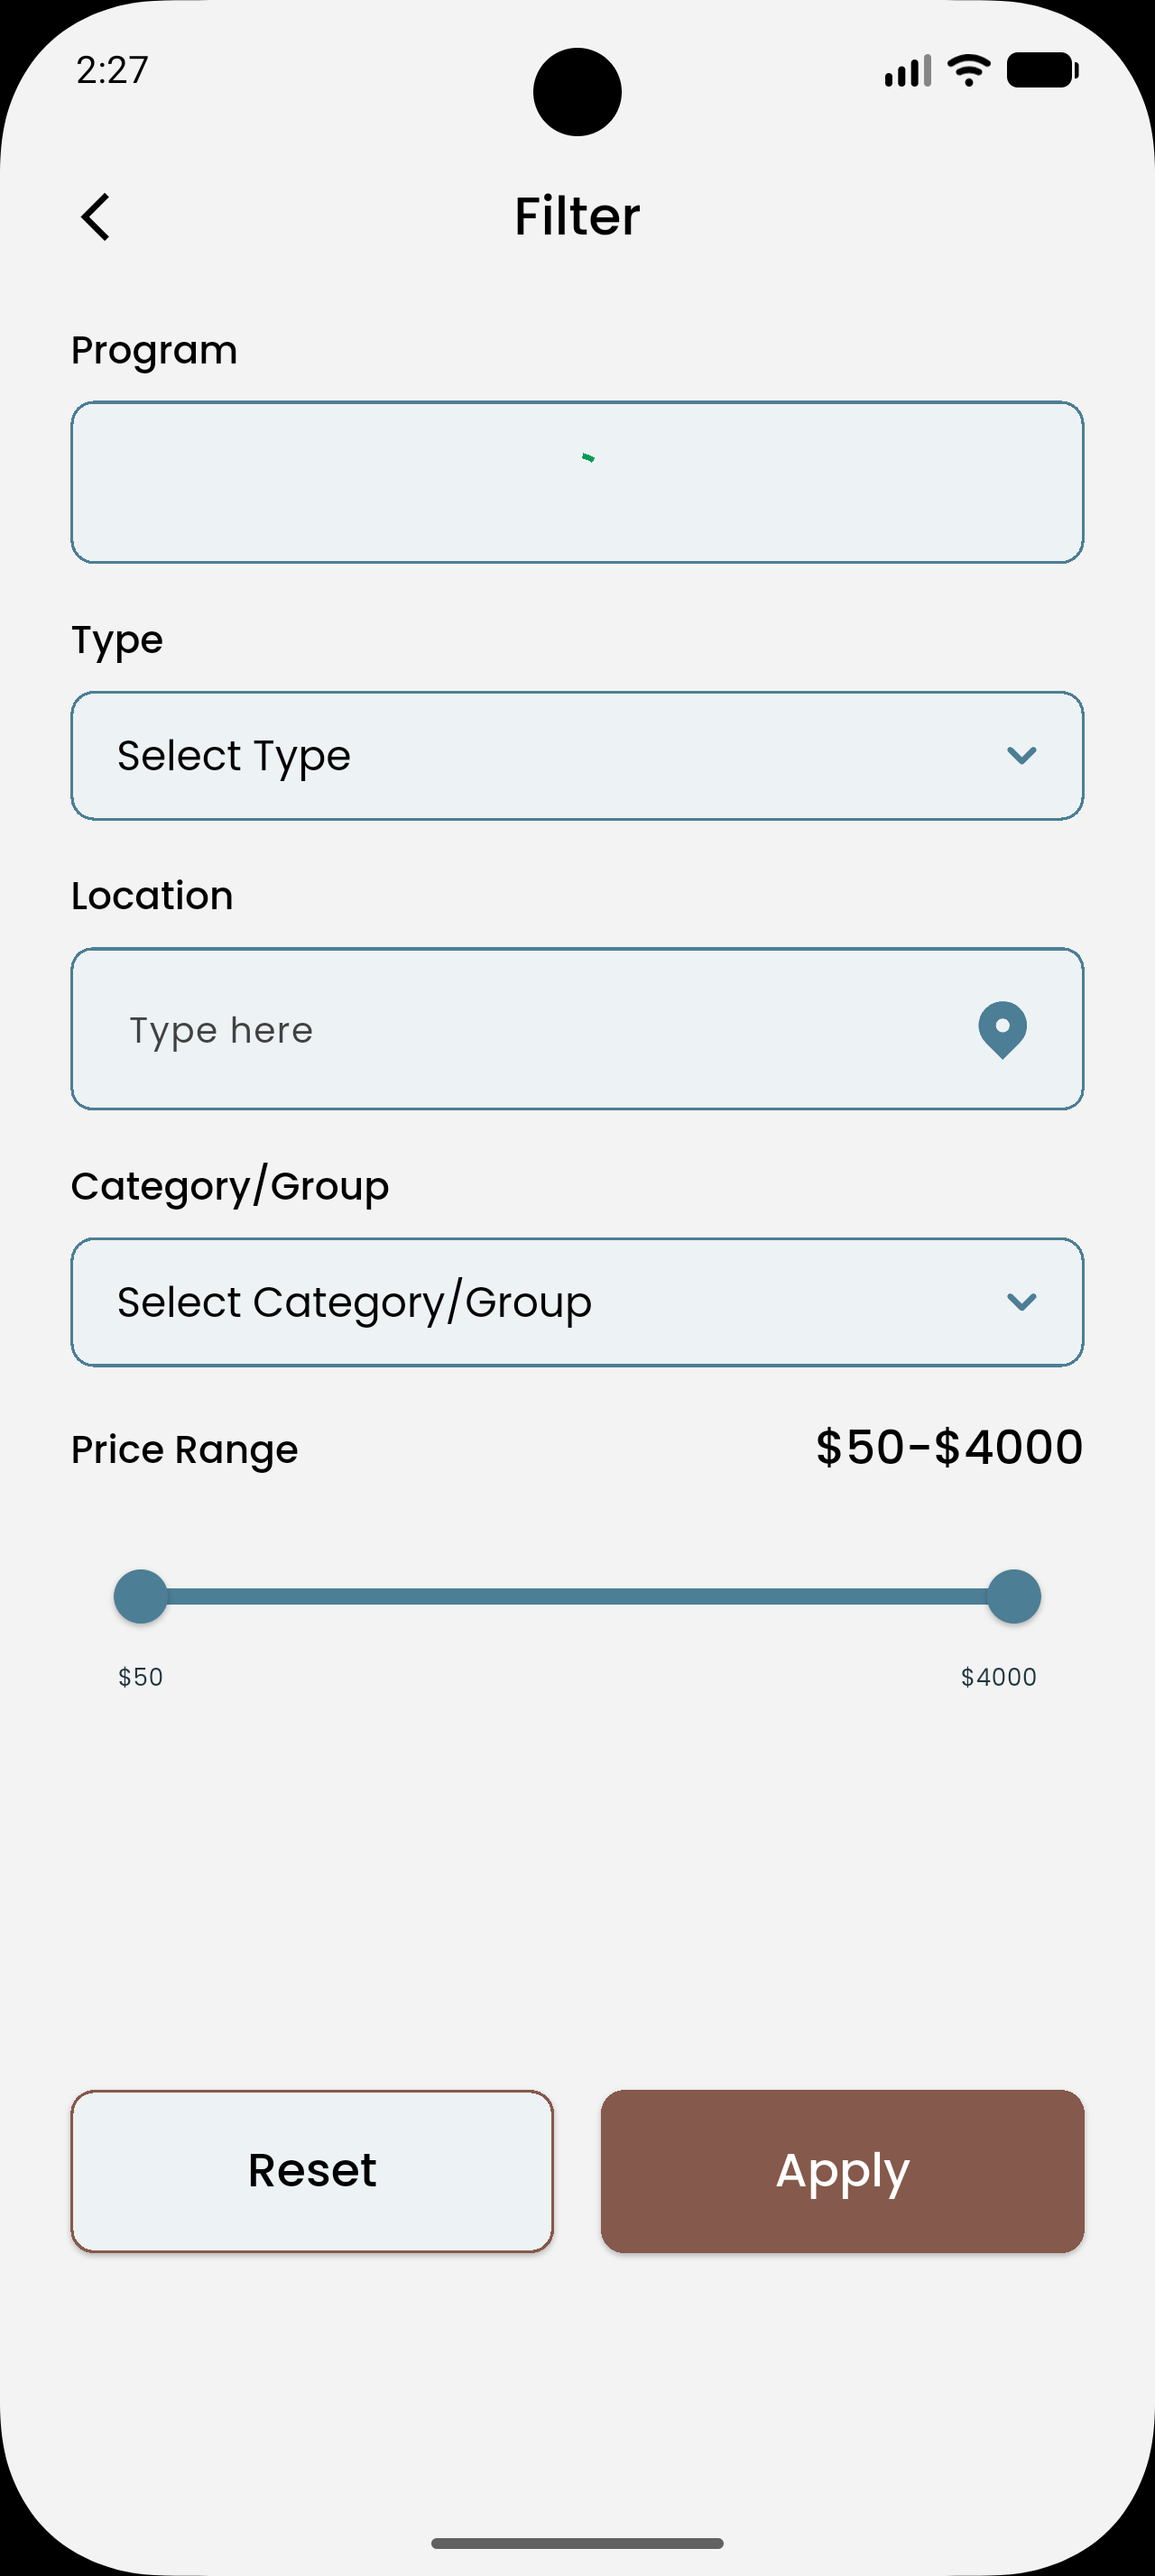 2:27
Filter
Program
Type
Select Type
Location
Type here
Category/Group
Select Category/Group
Price Range $50-$4000
$50 $4000
Reset Apply